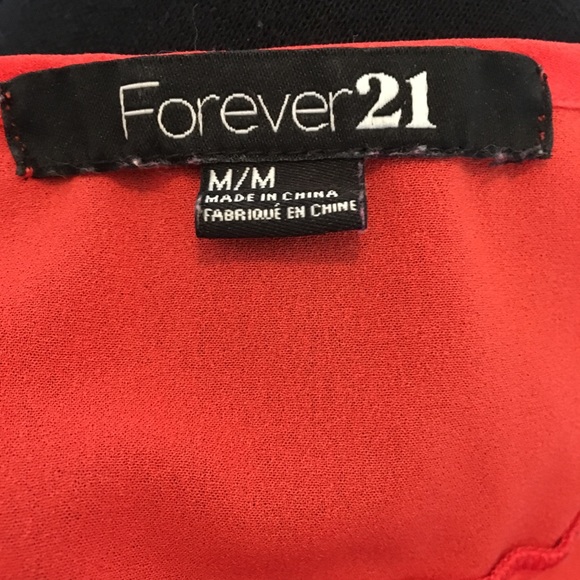 Forever21
M/M
MADE IN CHINA
FABRIQUÉ EN CHINE